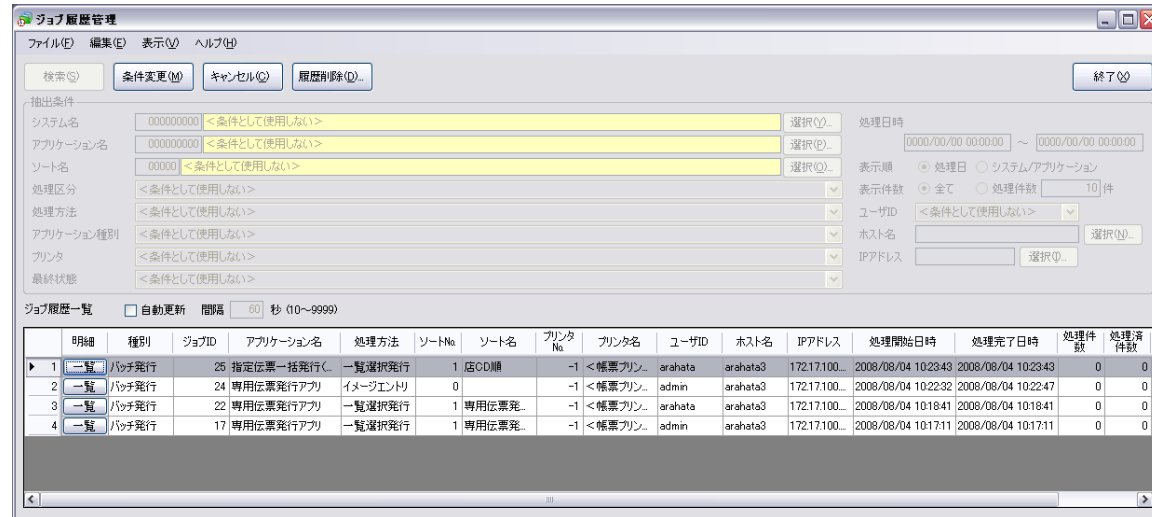 ジョブ履歴管理
ファイル(F) 編集(E) 表示(V) ヘルプ(H)
検索(S) 条件変更(M) キャンセル(C) 履歴削除(D)... 終了(X)
抽出条件
システム名 000000000 <条件として使用しない> 選択(Y)... 処理日時
アプリケーション名 000000000 <条件として使用しない> 選択(P)... 0000/00/00 00:00:00 ～ 0000/00/00 00:00:00
ソート名 00000 <条件として使用しない> 選択(O)... 表示順 処理日 システム/アプリケーション
処理区分 <条件として使用しない> 表示件数 全て 処理件数 10 件
処理方法 <条件として使用しない> ユーザID <条件として使用しない>
アプリケーション種別 <条件として使用しない> ホスト名 選択(N)...
プリンタ <条件として使用しない> IPアドレス 選択(I)...
最終状態 <条件として使用しない>
ジョブ履歴一覧 自動更新 間隔 60 秒 (10～9999)
明細 種別 ジョブID アプリケーション名 処理方法 ソートNo. ソート名 プリンタNo. プリンタ名 ユーザID ホスト名 IPアドレス 処理開始日時 処理完了日時 処理件数 処理済件数
1 一覧 バッチ発行 25 指定伝票一括発行(... 一覧選択発行 1 店CD順 -1 <帳票プリン... arahata arahata3 172.17.100.... 2008/08/04 10:23:43 2008/08/04 10:23:43 0 0
2 一覧 バッチ発行 24 専用伝票発行アプリ イメージエントリ 0 -1 <帳票プリン... admin arahata3 172.17.100.... 2008/08/04 10:22:32 2008/08/04 10:22:47 0 0
3 一覧 バッチ発行 22 専用伝票発行アプリ 一覧選択発行 1 専用伝票発... -1 <帳票プリン... arahata arahata3 172.17.100.... 2008/08/04 10:18:41 2008/08/04 10:18:41 0 0
4 一覧 バッチ発行 17 専用伝票発行アプリ 一覧選択発行 1 専用伝票発... -1 <帳票プリン... admin arahata3 172.17.100.... 2008/08/04 10:17:11 2008/08/04 10:17:11 0 0